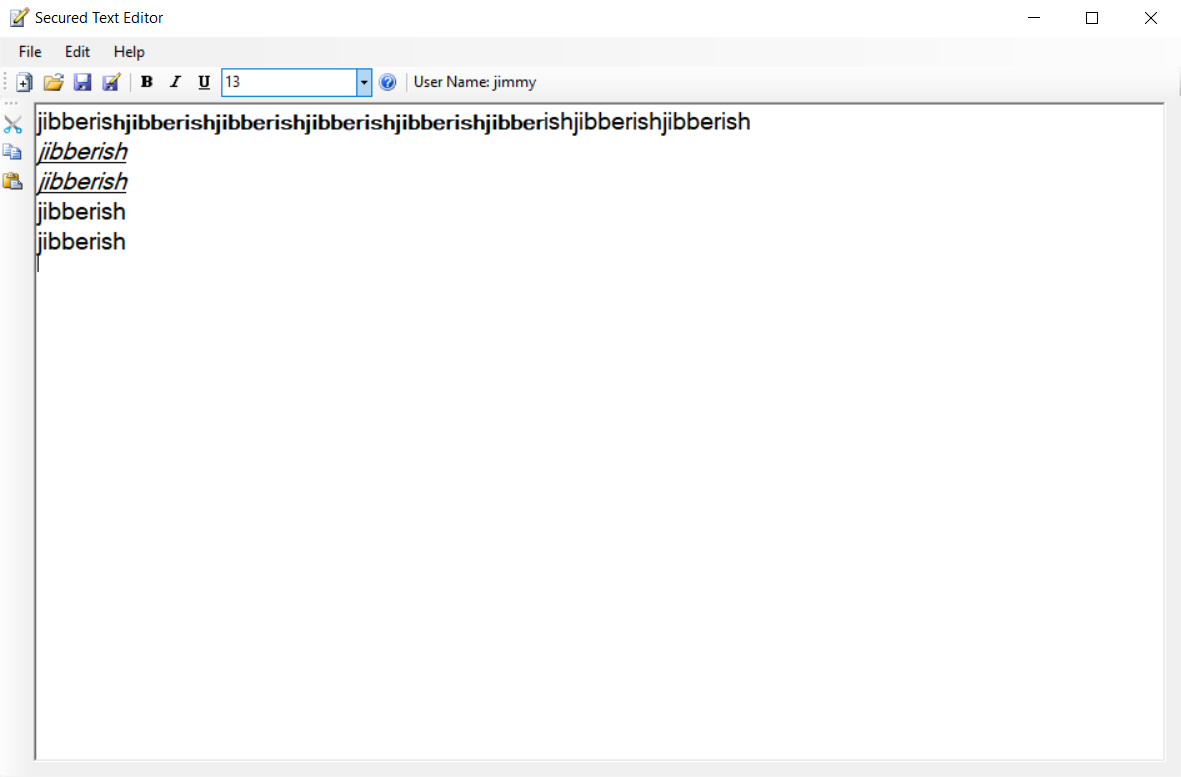 Secured Text Editor
File Edit Help
B I U 13 User Name: jimmy
jibberishjibberishjibberishjibberishjibberishjibberishjibberishjibberish
jibberish
jibberish
jibberish
jibberish